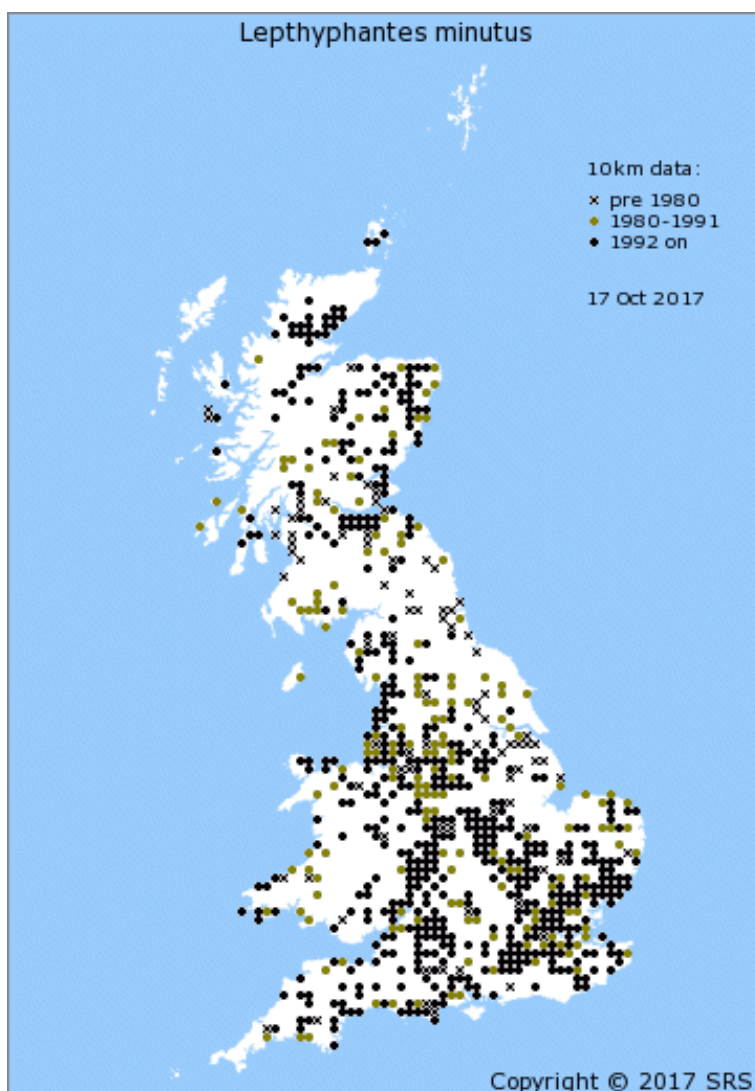 Lepthyphantes minutus
10km data:
pre 1980
1980-1991
1992 on
17 Oct 2017
Copyright © 2017 SRS